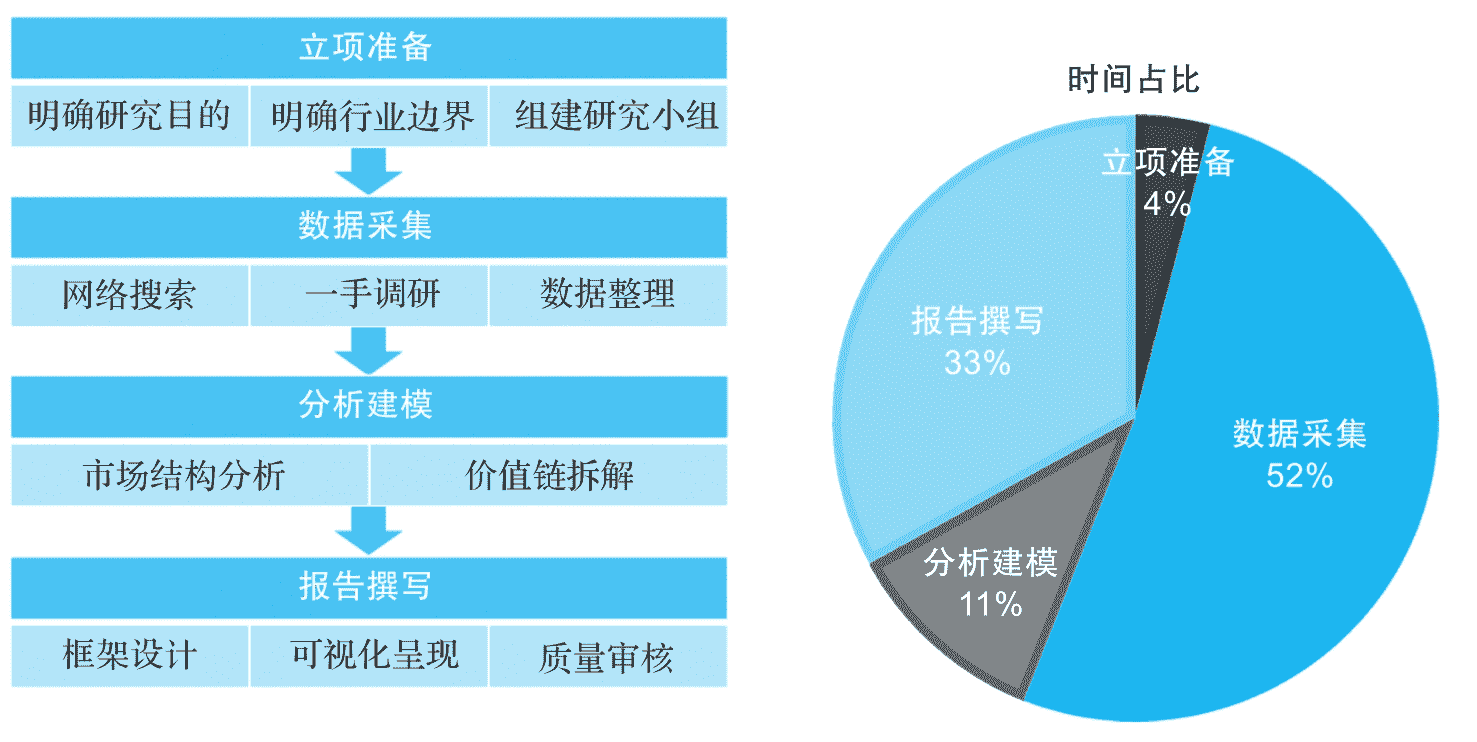 立项准备
明确研究目的
明确行业边界
组建研究小组
数据采集
网络搜索
一手调研
数据整理
分析建模
市场结构分析
价值链拆解
报告撰写
框架设计
可视化呈现
质量审核
时间占比
立项准备
4%
报告撰写
33%
数据采集
52%
分析建模
11%